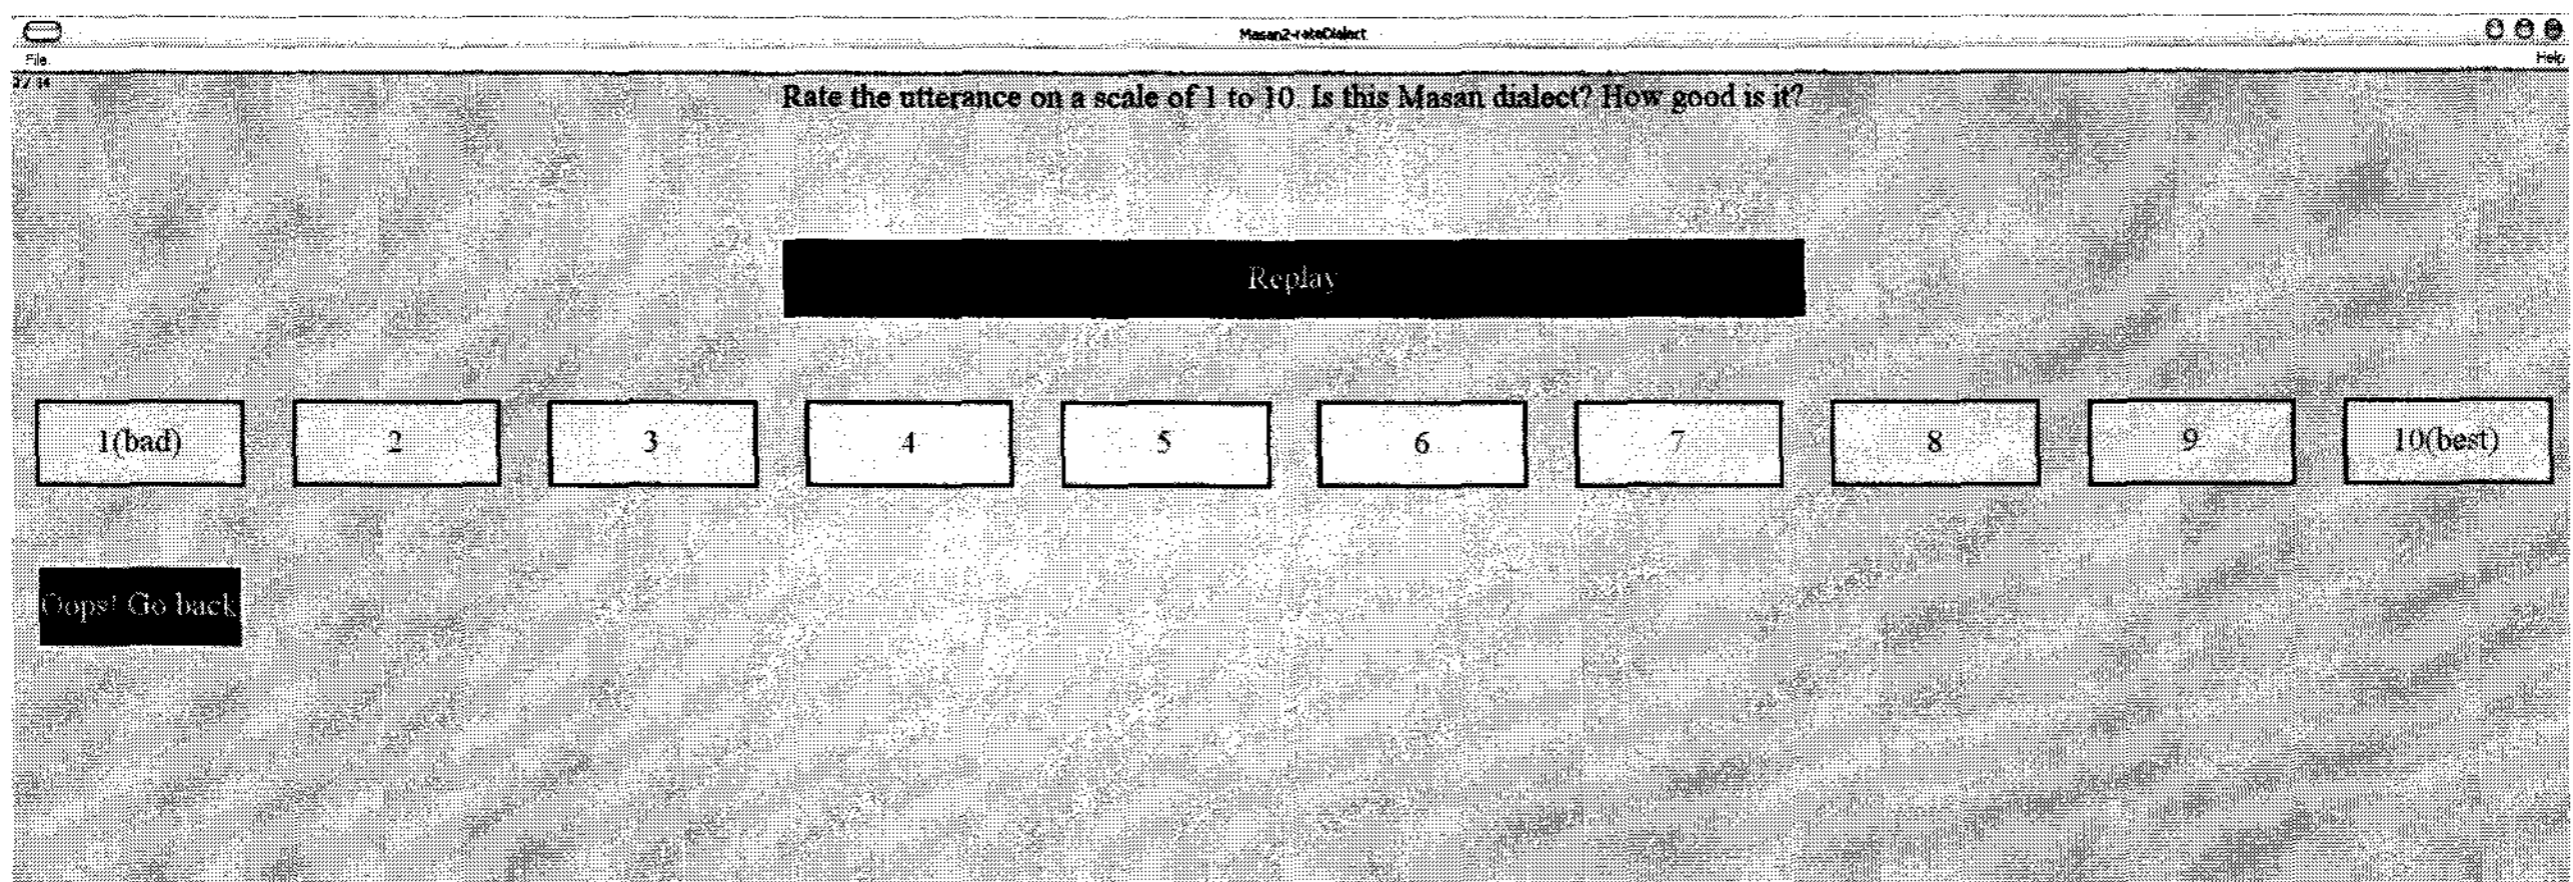 Masan2-rateDialect
File
Help
Rate the utterance on a scale of 1 to 10. Is this Masan dialect? How good is it?
Replay
1(bad) 2 3 4 5 6 7 8 9 10(best)
Oops! Go back